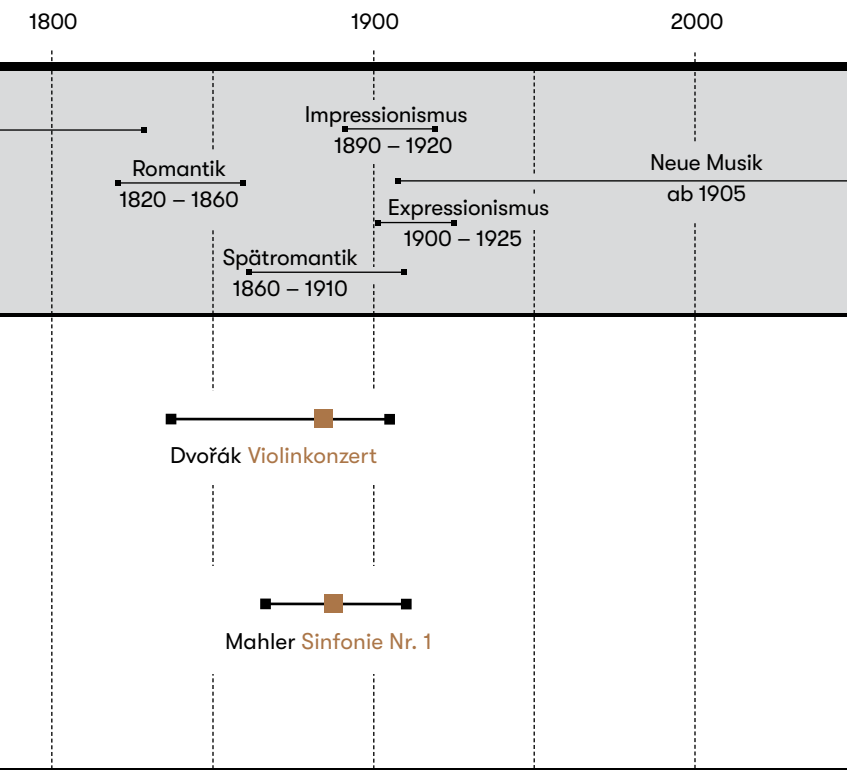 1800 1900 2000
Impressionismus
1890 – 1920
Romantik
1820 – 1860
Neue Musik
ab 1905
Expressionismus
1900 – 1925
Spätromantik
1860 – 1910
Dvořák Violinkonzert
Mahler Sinfonie Nr. 1